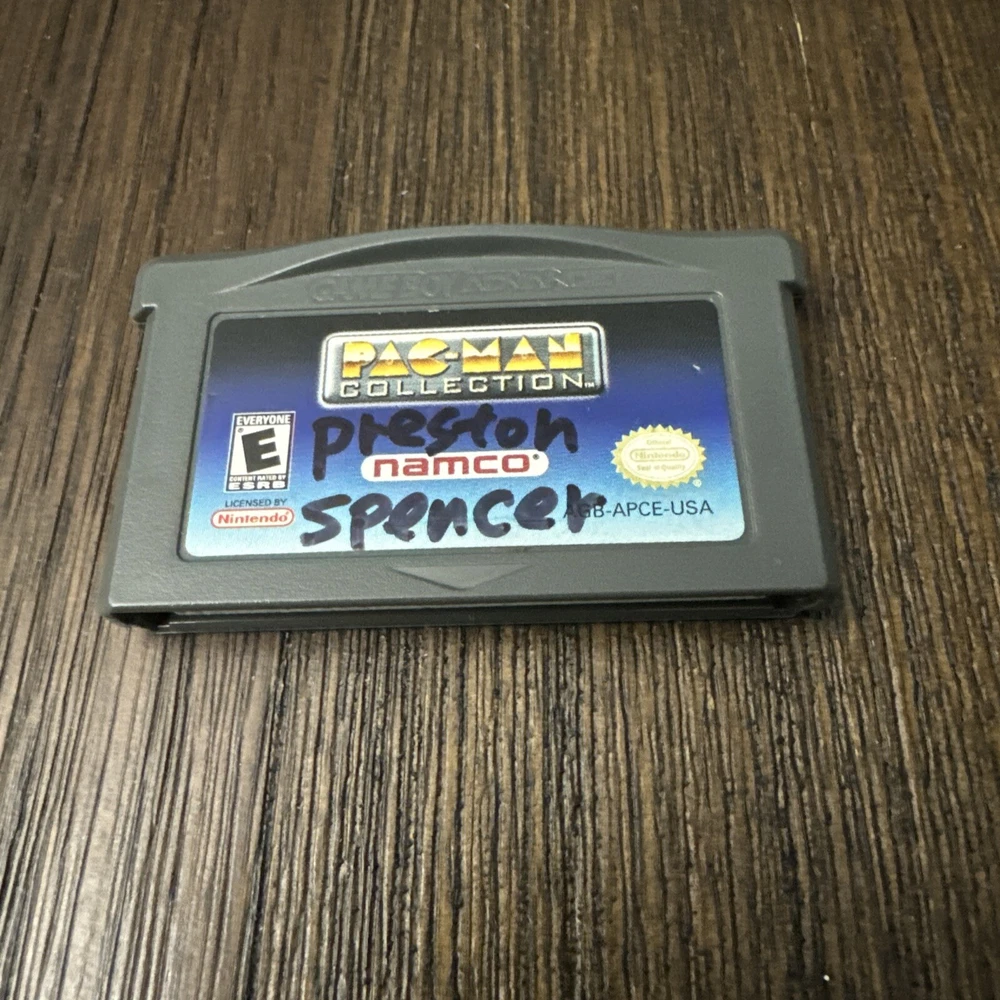 GAME BOY ADVANCE
PAC-MAN
COLLECTION™
EVERYONE
E
CONTENT RATED BY
ESRB
preston
namco®
Official
Nintendo
Seal of Quality
®
LICENSED BY
Nintendo
spencer
AGB-APCE-USA